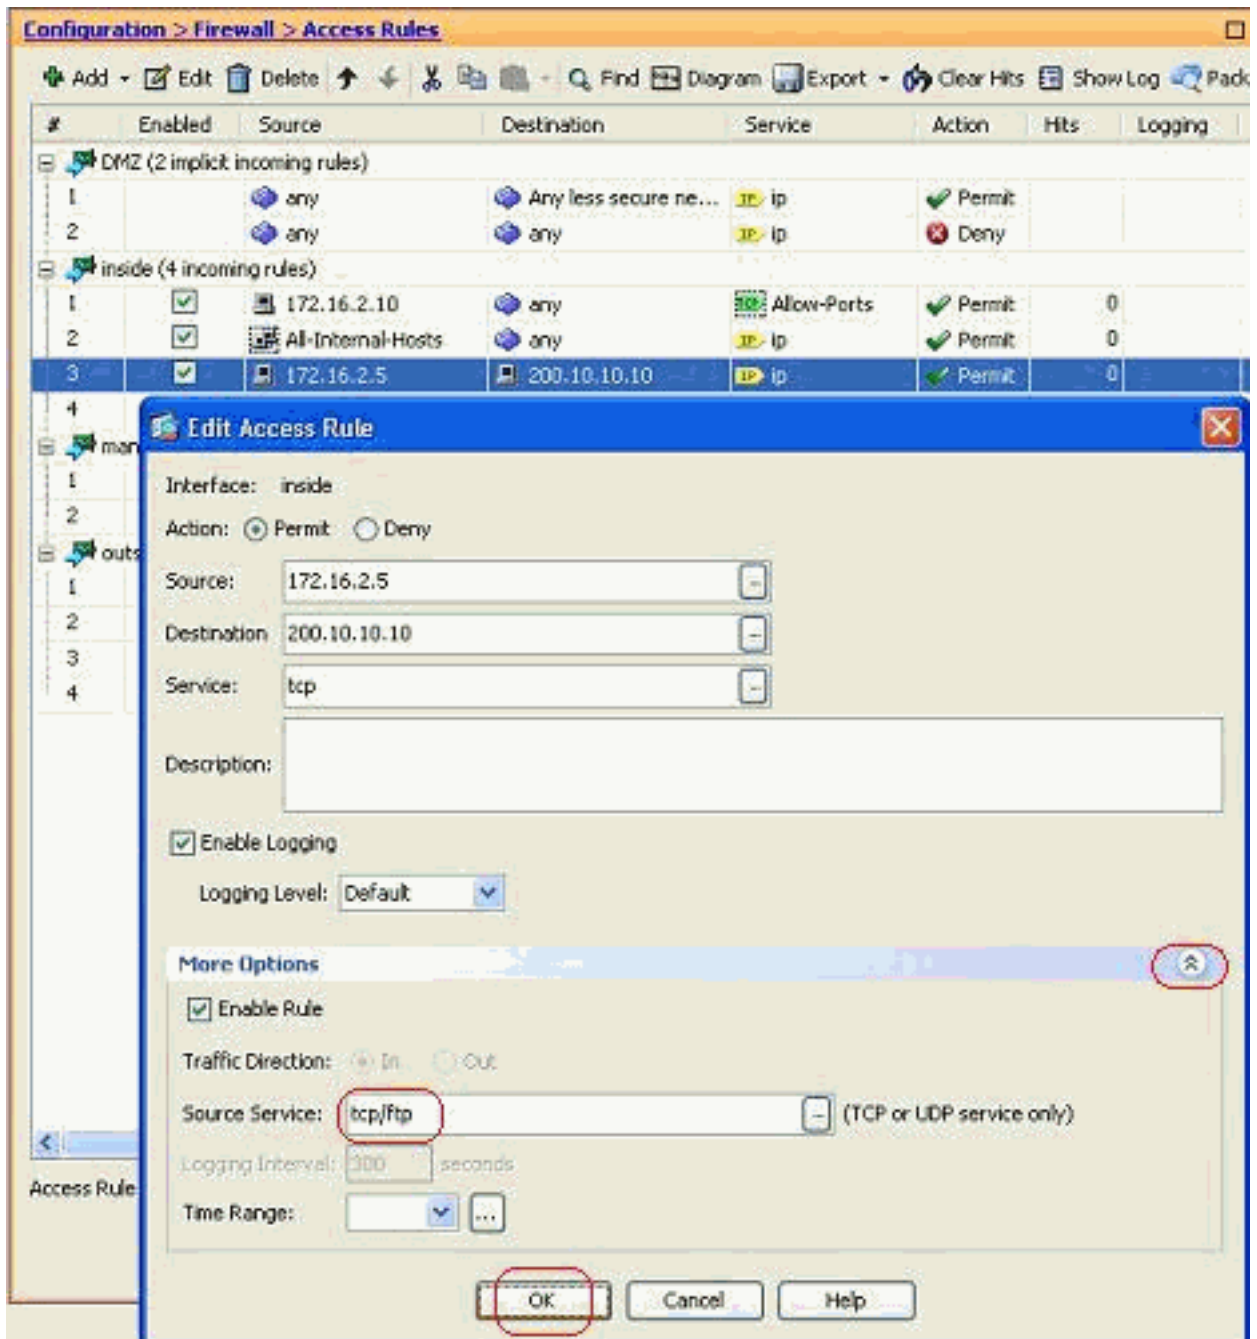 Configuration > Firewall > Access Rules
Add Edit Delete Find Diagram Export Clear Hits Show Log
# Enabled Source Destination Service Action Hits Logging
DMZ (2 implicit incoming rules)
1 any Any less secure ne... IP ip Permit
2 any any IP ip Deny
inside (4 incoming rules)
1 172.16.2.10 any TCP Allow-Ports Permit 0
2 All-Internal-Hosts any IP ip Permit 0
3 172.16.2.5 200.10.10.10 IP ip Permit 0
4
man
1
2
outs
1
2
3
4
Edit Access Rule
Interface: inside
Action: Permit Deny
Source: 172.16.2.5
Destination 200.10.10.10
Service: tcp
Description:
Enable Logging
Logging Level: Default
More Options
Enable Rule
Traffic Direction: In Out
Source Service: tcp/ftp (TCP or UDP service only)
Logging Interval: 300 seconds
Time Range: ...
OK Cancel Help
Access Rule